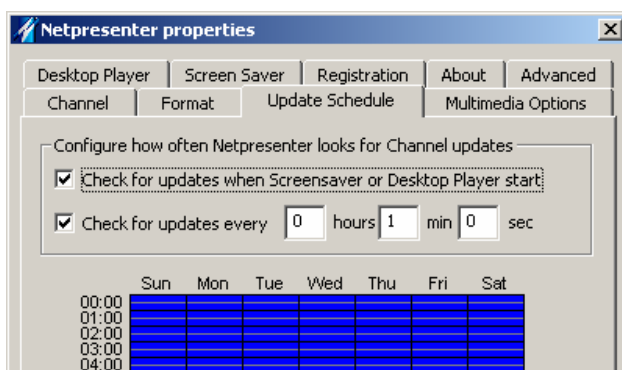 Netpresenter properties
Desktop Player Screen Saver Registration About Advanced
Channel Format Update Schedule Multimedia Options
Configure how often Netpresenter looks for Channel updates
Check for updates when Screensaver or Desktop Player start
Check for updates every 0 hours 1 min 0 sec
Sun Mon Tue Wed Thu Fri Sat
00:00
01:00
02:00
03:00
04:00